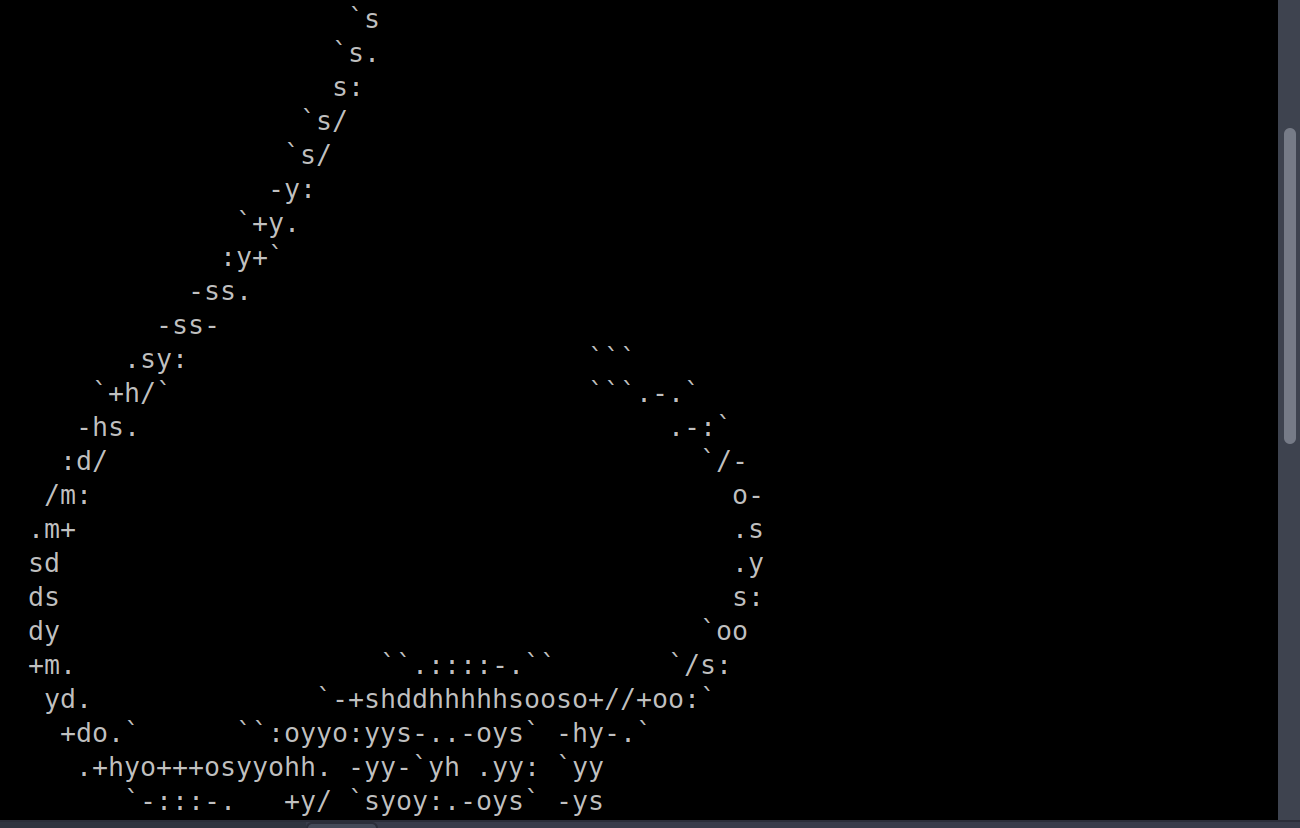 `s
                     `s.
                     s:
                   `s/
                  `s/
                 -y:
               `+y.
              :y+`
            -ss.
          -ss-
        .sy:                         ```
      `+h/`                          ```.-.`
     -hs.                                 .-:`
    :d/                                     `/-
   /m:                                        o-
  .m+                                         .s
  sd                                          .y
  ds                                          s:
  dy                                        `oo
  +m.                   ``.::::-.``       `/s:
   yd.              `-+shddhhhhhsooso+//+oo:`
    +do.`      ``:oyyo:yys-..-oys` -hy-.`
     .+hyo+++osyyohh. -yy-`yh .yy: `yy
        `-:::-.   +y/ `syoy:.-oys` -ys